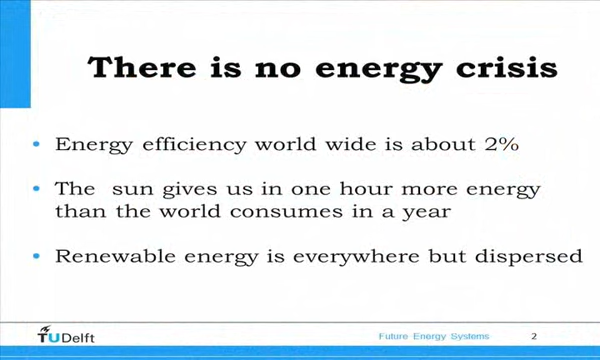 There is no energy crisis
• Energy efficiency world wide is about 2%
• The sun gives us in one hour more energy
than the world consumes in a year
• Renewable energy is everywhere but dispersed
TUDelft
Future Energy Systems
2